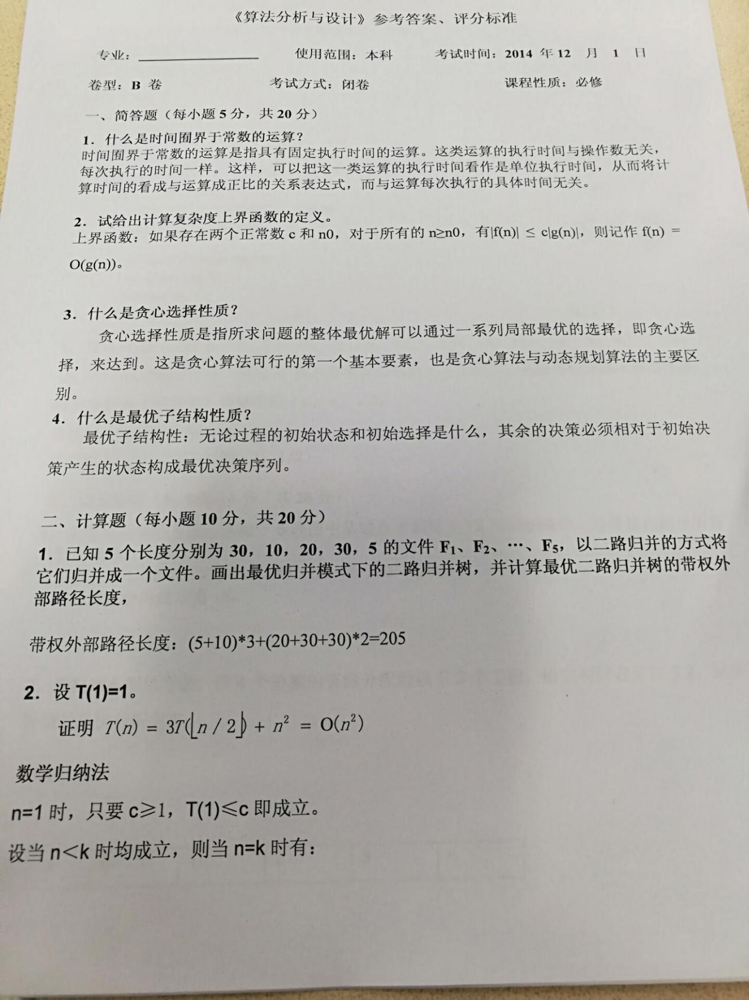 《算法分析与设计》参考答案、评分标准
专业：____________ 使用范围：本科 考试时间：2014 年 12 月 1 日
卷型：B 卷 考试方式：闭卷 课程性质：必修
一、简答题（每小题 5 分，共 20 分）
1．什么是时间囿界于常数的运算？
时间囿界于常数的运算是指具有固定执行时间的运算。这类运算的执行时间与操作数无关，
每次执行的时间一样。这样，可以把这一类运算的执行时间看作是单位执行时间，从而将计
算时间的看成与运算成正比的关系表达式，而与运算每次执行的具体时间无关。
2．试给出计算复杂度上界函数的定义。
上界函数：如果存在两个正常数 c 和 n0，对于所有的 n≥n0，有|f(n)| ≤ c|g(n)|，则记作 f(n) =
O(g(n))。
3．什么是贪心选择性质？
贪心选择性质是指所求问题的整体最优解可以通过一系列局部最优的选择，即贪心选
择，来达到。这是贪心算法可行的第一个基本要素，也是贪心算法与动态规划算法的主要区
别。
4．什么是最优子结构性质？
最优子结构性：无论过程的初始状态和初始选择是什么，其余的决策必须相对于初始决
策产生的状态构成最优决策序列。
二、计算题（每小题 10 分，共 20 分）
1．已知 5 个长度分别为 30，10，20，30，5 的文件 F₁、F₂、…、F₅，以二路归并的方式将
它们归并成一个文件。画出最优归并模式下的二路归并树，并计算最优二路归并树的带权外
部路径长度，
带权外部路径长度：(5+10)*3+(20+30+30)*2=205
2．设 T(1)=1。
证明 T(n) = 3T(⌊n / 2⌋) + n² = O(n²)
数学归纳法
n=1 时，只要 c≥1，T(1)≤c 即成立。
设当 n＜k 时均成立，则当 n=k 时有：